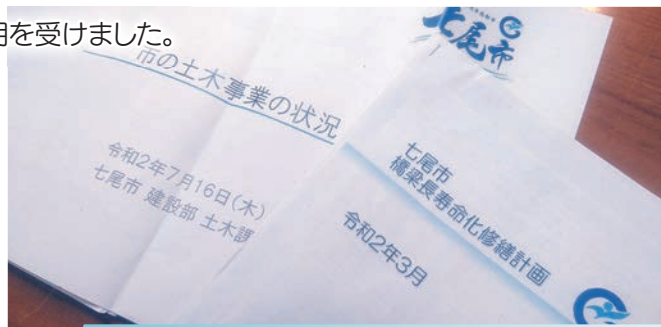 明を受けました。
七尾市
市の土木事業の状況
令和2年7月16日(木)
七尾市 建設部 土木課
七尾市
橋梁長寿命化修繕計画
令和2年3月